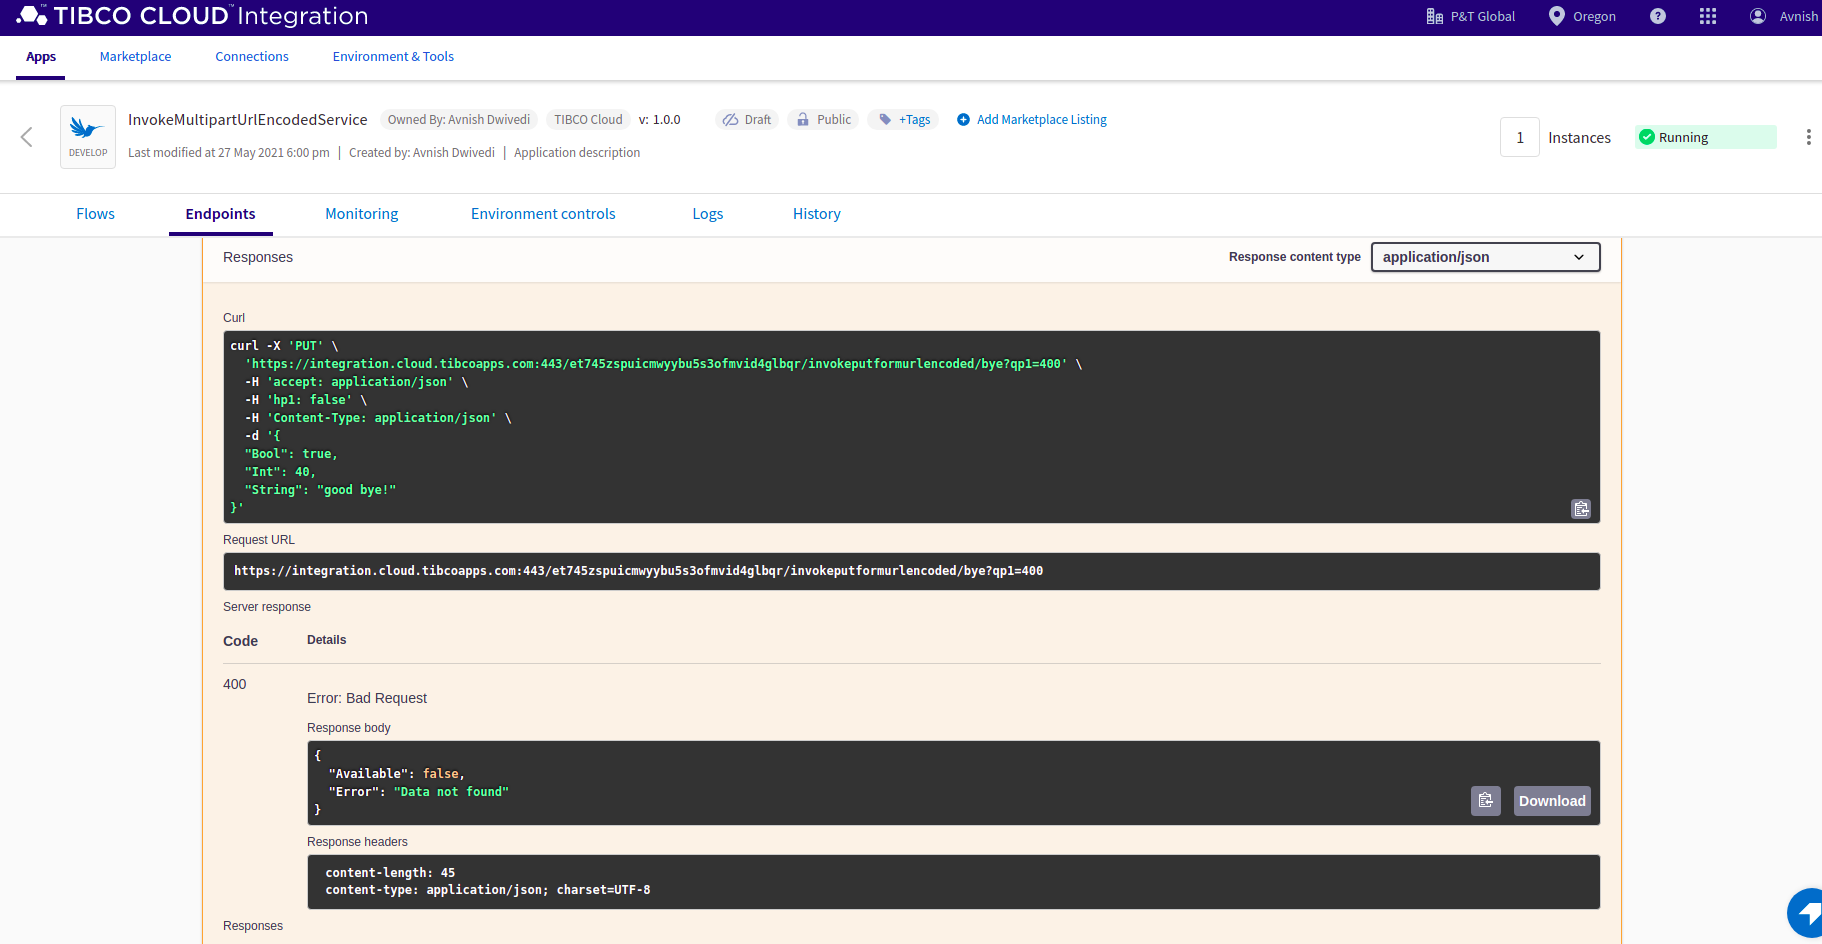 TIBCO CLOUD™ Integration
P&T Global
Oregon
?
Avnish
Apps
Marketplace
Connections
Environment & Tools
DEVELOP
InvokeMultipartUrlEncodedService
Owned By: Avnish Dwivedi
TIBCO Cloud
v: 1.0.0
Draft
Public
+Tags
Add Marketplace Listing
Last modified at 27 May 2021 6:00 pm | Created by: Avnish Dwivedi | Application description
1
Instances
Running
Flows
Endpoints
Monitoring
Environment controls
Logs
History
Responses
Response content type
application/json
Curl
curl -X 'PUT' \
'https://integration.cloud.tibcoapps.com:443/et745zspuicmwyybu5s3ofmvid4glbqr/invokeputformurlencoded/bye?qp1=400' \
-H 'accept: application/json' \
-H 'hp1: false' \
-H 'Content-Type: application/json' \
-d '{
"Bool": true,
"Int": 40,
"String": "good bye!"
}'
Request URL
https://integration.cloud.tibcoapps.com:443/et745zspuicmwyybu5s3ofmvid4glbqr/invokeputformurlencoded/bye?qp1=400
Server response
Code
Details
400
Error: Bad Request
Response body
{
"Available": false,
"Error": "Data not found"
}
Download
Response headers
content-length: 45
content-type: application/json; charset=UTF-8
Responses